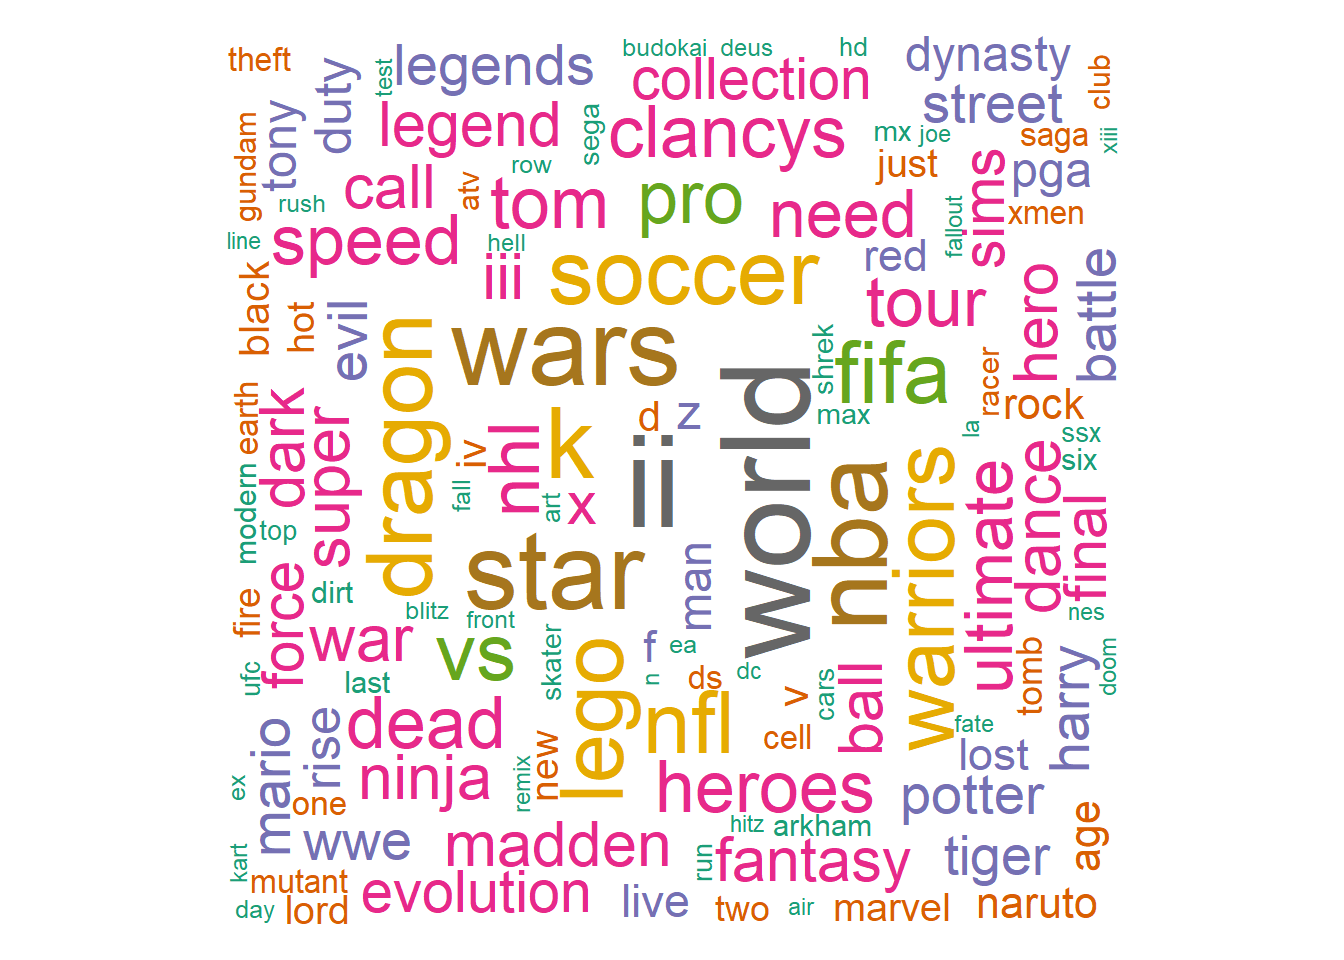 theft
duty
test
legends
budokai
deus
hd
dynasty
club
collection
street
gundam
tony
legend
sega
clancys
mx
joe
saga
xiii
row
just
pga
rush
call
atv
tom
pro
need
sims
fallout
xmen
line
speed
hell
iii
soccer
red
tour
hero
battle
black
hot
evil
dragon
wars
world
shrek
fifa
racer
rock
earth
dark
super
iv
nhl
k
d
z
ii
max
nba
warriors
la
ssx
six
modern
top
fall
art
x
ultimate
dance
final
fire
force
dirt
star
man
blitz
front
nes
war
vs
skater
lego
f
ea
n
ds
dc
v
cars
ball
tomb
harry
doom
ufc
last
mario
rise
dead
nfl
cell
fate
lost
ex
one
ninja
remix
new
heroes
potter
kart
wwe
madden
hitz
arkham
run
fantasy
tiger
age
mutant
day
lord
evolution
live
two
air
marvel
naruto